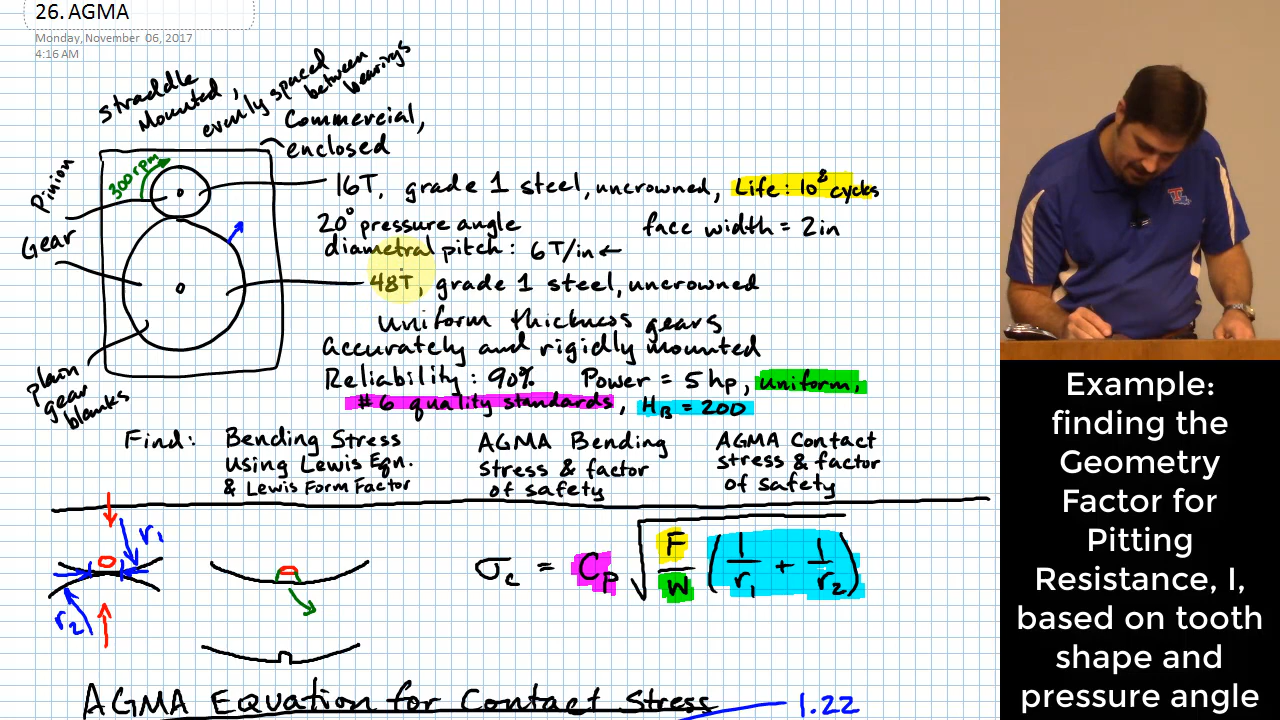 26. AGMA
Monday, November 06, 2017
4:16 AM
straddle
mounted,
evenly spaced
between
bearings
Commercial,
enclosed
Pinion
300 rpm
16T, grade 1 steel, uncrowned, Life: 10⁸ cycles
20° pressure angle face width = 2in
diametral pitch: 6T/in ←
Gear
48T, grade 1 steel, uncrowned
uniform thickness gears
accurately and rigidly mounted
plain
gear
blanks
Reliability: 90% Power = 5 hp, uniform,
#6 quality standards, H_B = 200
Find: Bending Stress
using Lewis Eqn.
& Lewis Form Factor
AGMA Bending
stress & factor
of safety
AGMA Contact
stress & factor
of safety
r₁
r₂
σ_c = C_p √(F/W (1/r₁ + 1/r₂))
AGMA Equation for Contact Stress
1.22
Example:
finding the
Geometry
Factor for
Pitting
Resistance, I,
based on tooth
shape and
pressure angle